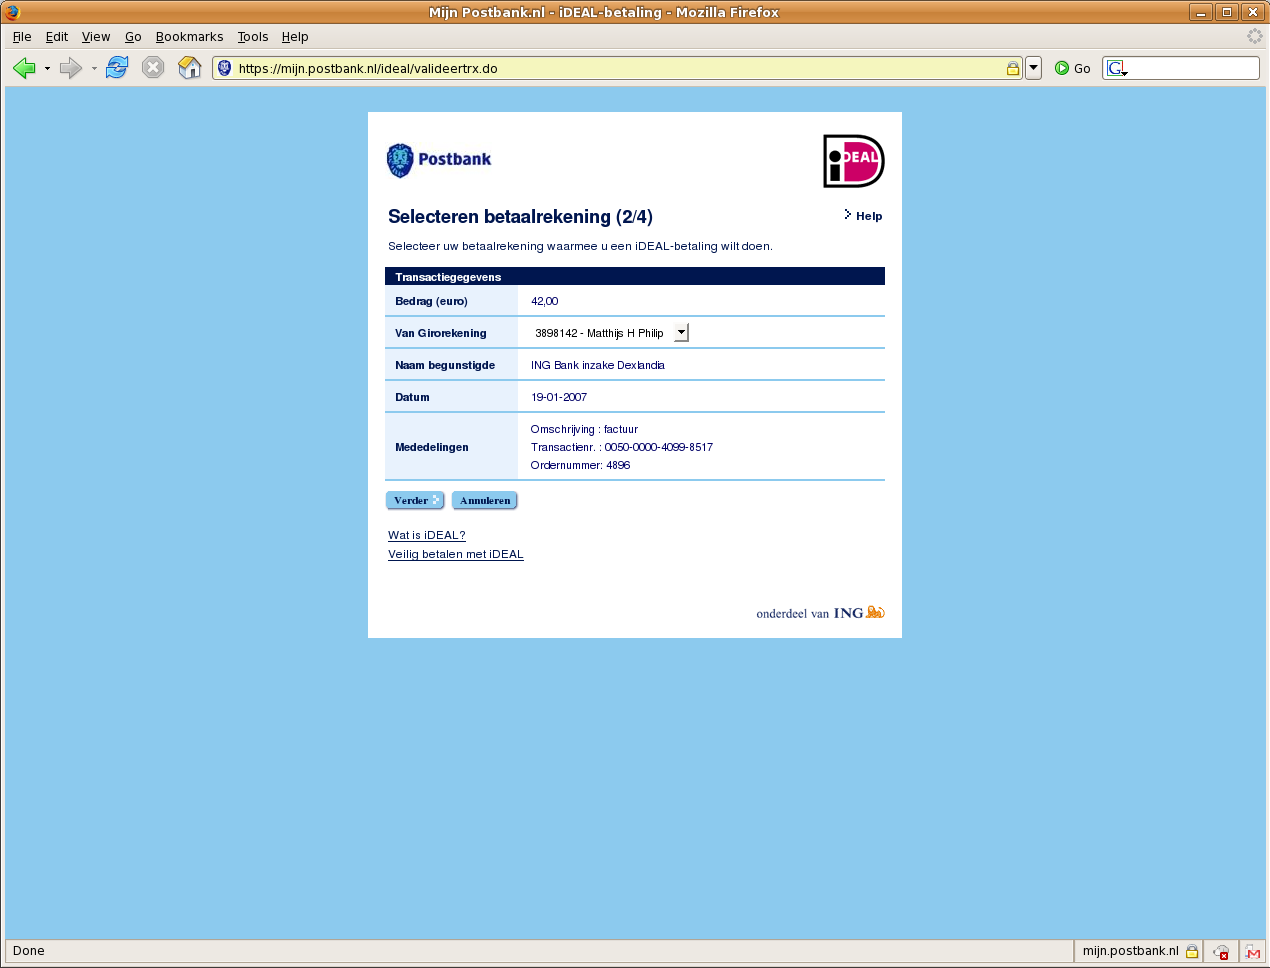 Mijn Postbank.nl - iDEAL-betaling - Mozilla Firefox
File Edit View Go Bookmarks Tools Help
https://mijn.postbank.nl/ideal/valideertrx.do Go G
Postbank iDEAL
Selecteren betaalrekening (2/4) Help
Selecteer uw betaalrekening waarmee u een iDEAL-betaling wilt doen.
Transactiegegevens
Bedrag (euro) 42,00
Van Girorekening 3898142 - Matthijs H Philip
Naam begunstigde ING Bank inzake Dexlandia
Datum 19-01-2007
Omschrijving : factuur
Mededelingen Transactienr. : 0050-0000-4099-8517
Ordernummer: 4896
Verder Annuleren
Wat is iDEAL?
Veilig betalen met iDEAL
onderdeel van ING
Done mijn.postbank.nl